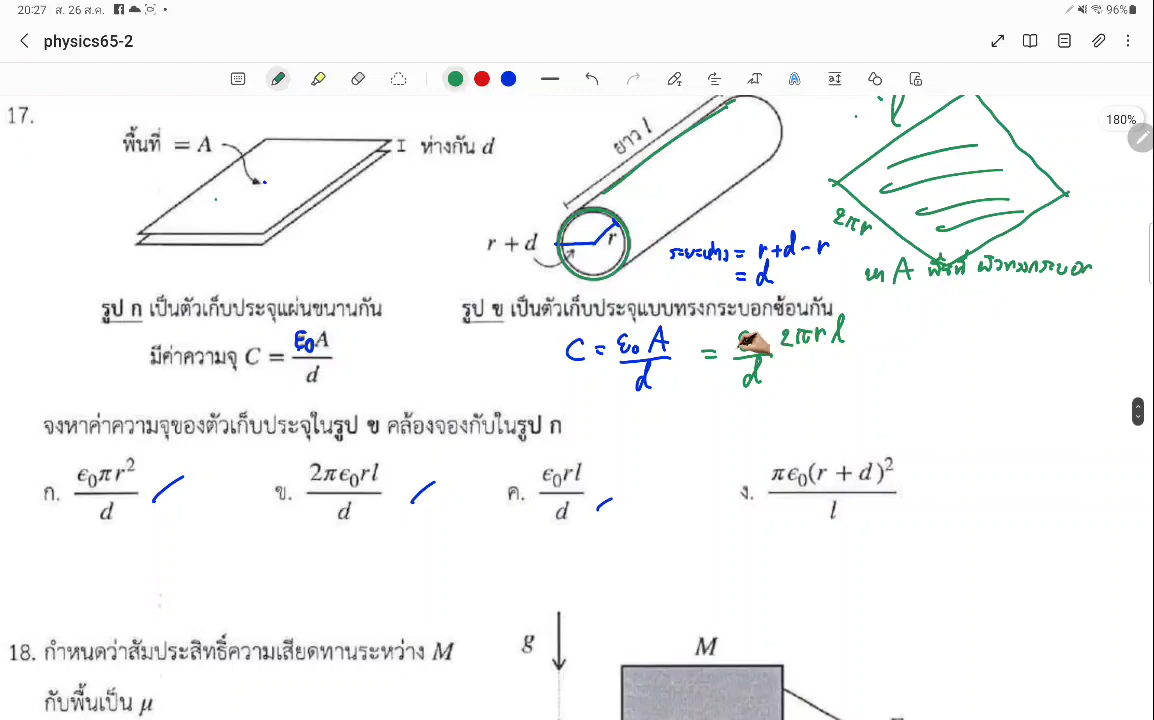 20:27 ส. 26 ส.ค.
96%
physics65-2
180%
17.
พื้นที่ = A
ห่างกัน d
ยาว l
r + d
r
ระยะห่าง = r+d-r
= d
l
2πr
หา A พื้นที่ ผิวทรงกระบอก
รูป ก เป็นตัวเก็บประจุแผ่นขนานกัน
รูป ข เป็นตัวเก็บประจุแบบทรงกระบอกซ้อนกัน
มีค่าความจุ C = ε₀A/d
C = ε₀A/d = 2πrl/d
จงหาค่าความจุของตัวเก็บประจุในรูป ข คล้องจองกับในรูป ก
ก. ϵ₀πr²/d
ข. 2πϵ₀rl/d
ค. ϵ₀rl/d
ง. πϵ₀(r + d)²/l
18. กำหนดว่าสัมประสิทธิ์ความเสียดทานระหว่าง M
กับพื้นเป็น μ
g
M